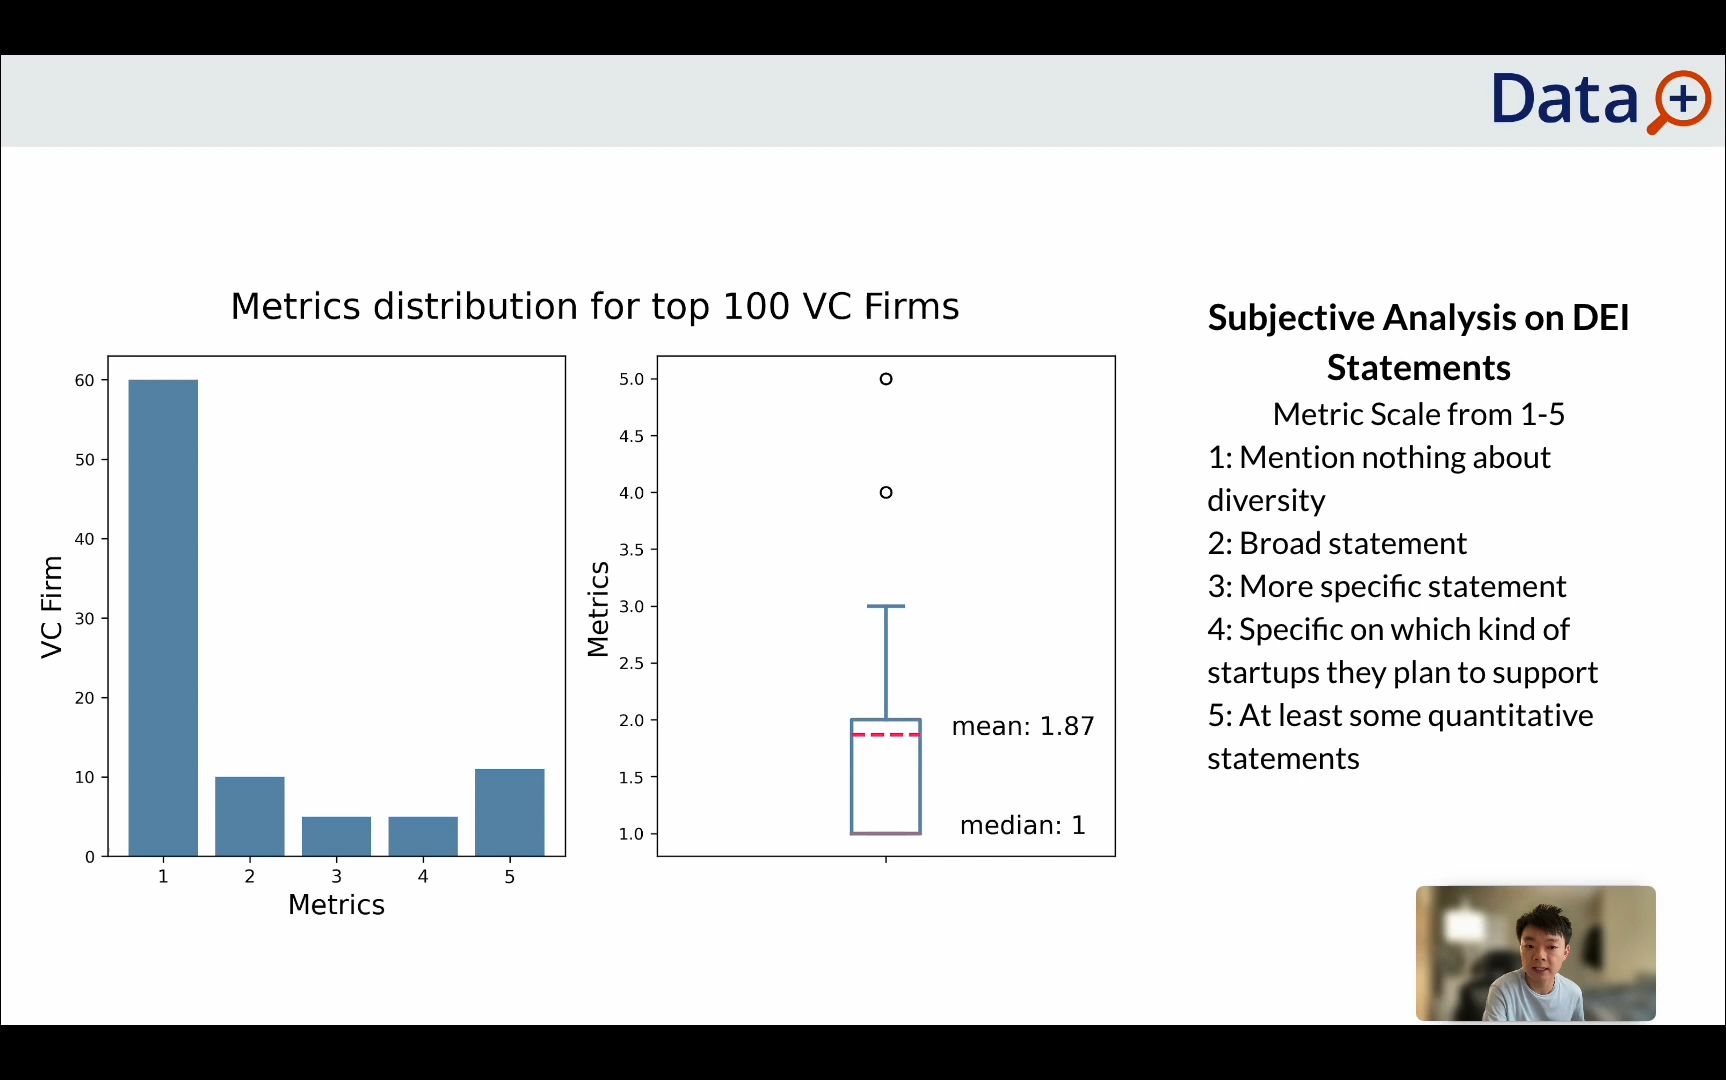 Data
Metrics distribution for top 100 VC Firms
VC Firm
60
50
40
30
20
10
0
1 2 3 4 5
Metrics
Metrics
5.0
4.5
4.0
3.5
3.0
2.5
2.0
1.5
1.0
mean: 1.87
median: 1
Subjective Analysis on DEI
Statements
Metric Scale from 1-5
1: Mention nothing about
diversity
2: Broad statement
3: More specific statement
4: Specific on which kind of
startups they plan to support
5: At least some quantitative
statements